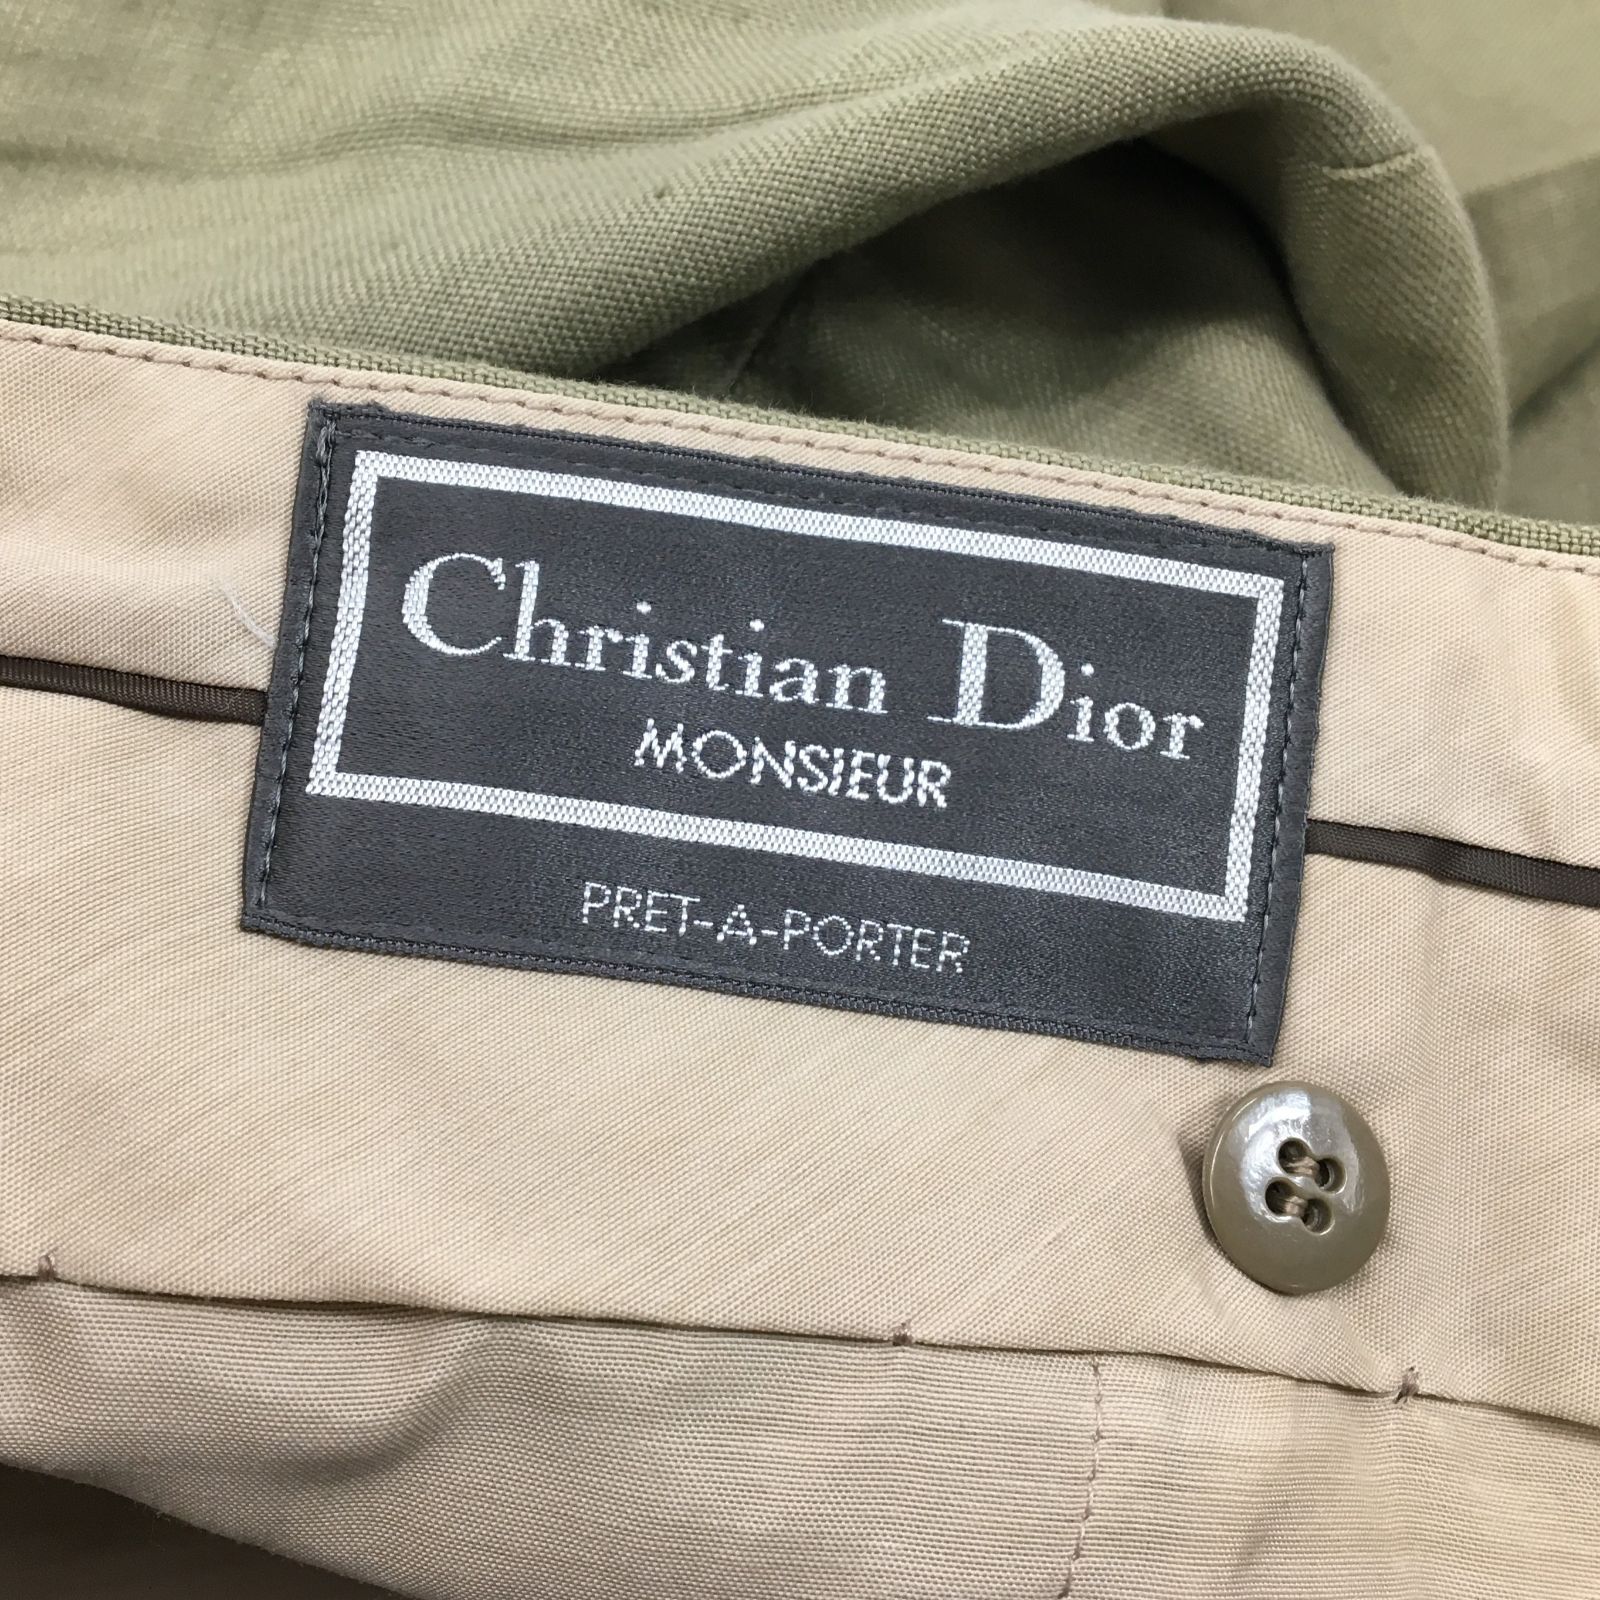 Christian Dior
MONSIEUR
PRET-A-PORTER